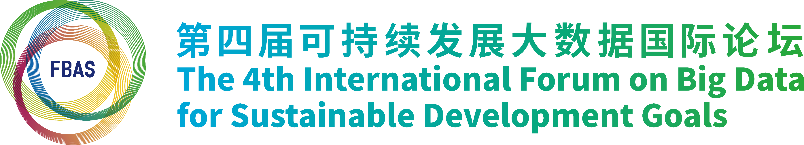 FBAS
第四届可持续发展大数据国际论坛
The 4th International Forum on Big Data
for Sustainable Development Goals